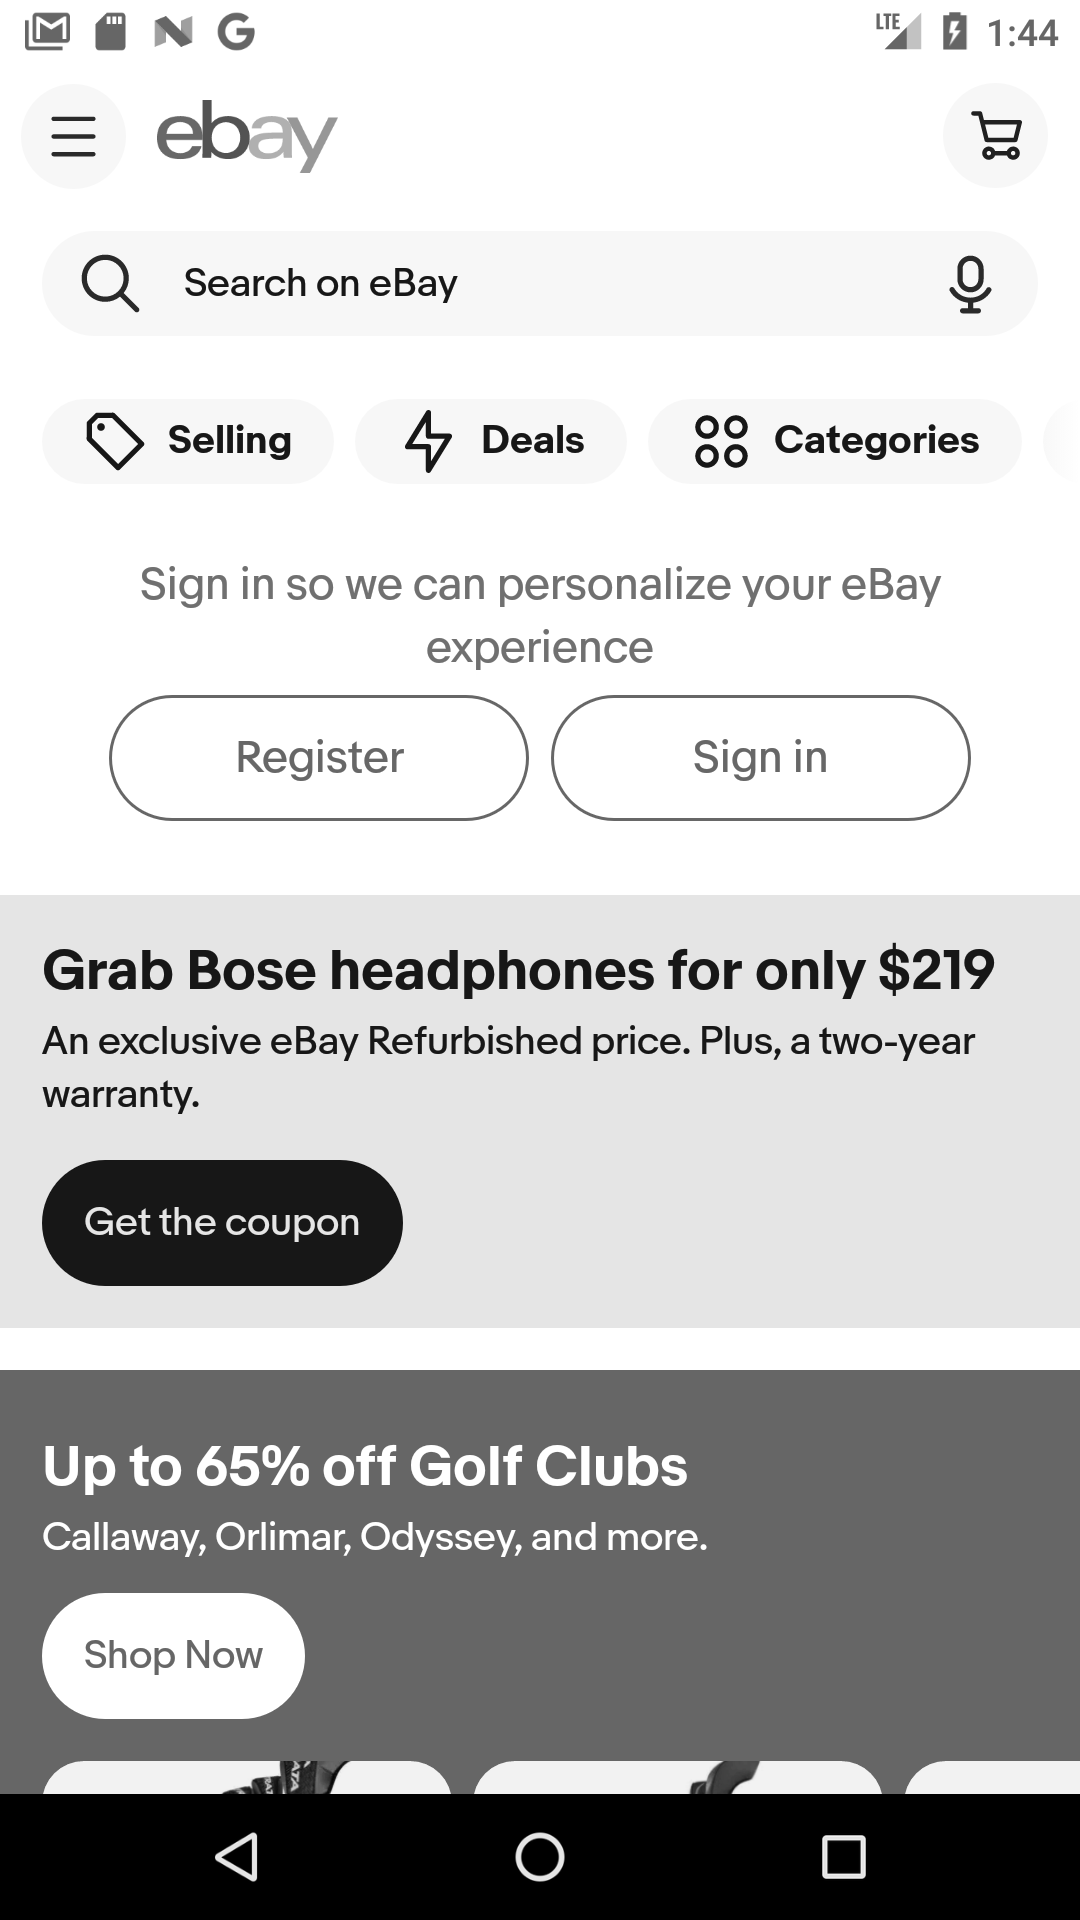 LTE 1:44
ebay
Search on eBay
Selling Deals Categories
Sign in so we can personalize your eBay
experience
Register Sign in
Grab Bose headphones for only $219
An exclusive eBay Refurbished price. Plus, a two-year
warranty.
Get the coupon
Up to 65% off Golf Clubs
Callaway, Orlimar, Odyssey, and more.
Shop Now